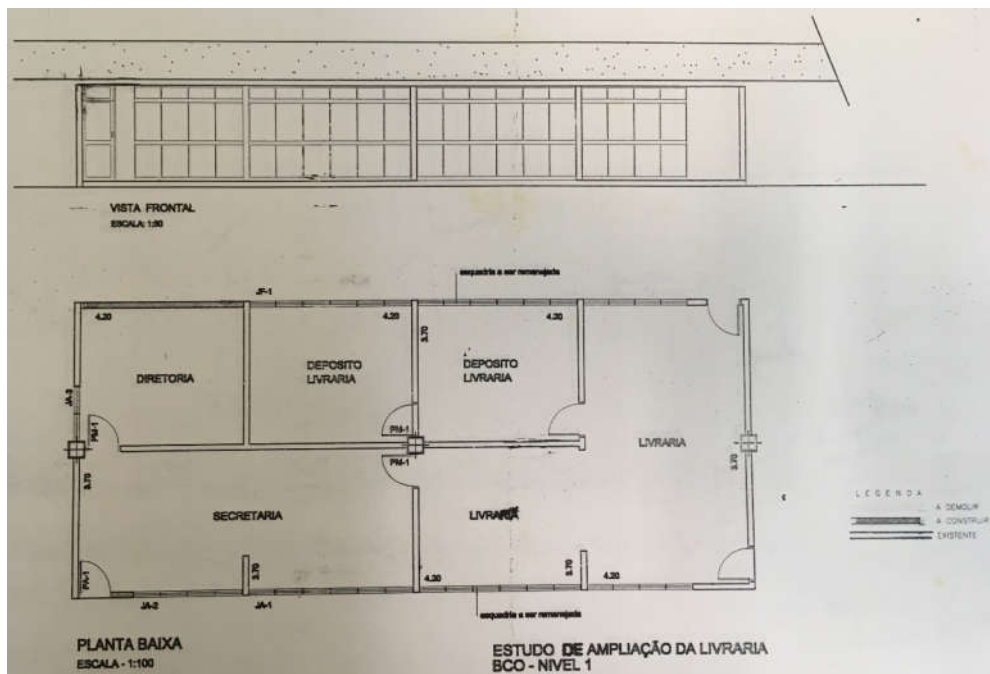 VISTA FRONTAL
ESCALA: 1:50
esquadria a ser remanejada
JF-1
4.20
4.20
3.70
4.20
DIRETORIA
DEPOSITO
LIVRARIA
DEPOSITO
LIVRARIA
JA-3
PM-1
PM-1
LIVRARIA
3.70
PM-1
3.70
SECRETARIA
LIVRARIA
LEGENDA
A DEMOLIR
A CONSTRUIR
EXISTENTE
PA-1
3.70
4.20
3.70
4.20
JA-2
JA-1
esquadria a ser remanejada
PLANTA BAIXA
ESCALA - 1:100
ESTUDO DE AMPLIAÇÃO DA LIVRARIA
BCO - NIVEL 1